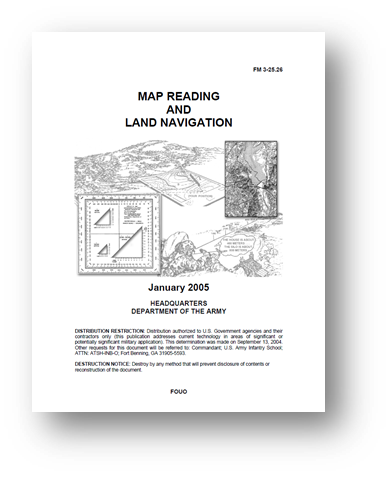 FM 3-25.26
MAP READING
AND
LAND NAVIGATION
January 2005
HEADQUARTERS
DEPARTMENT OF THE ARMY
DISTRIBUTION RESTRICTION: Distribution authorized to U.S. Government agencies and their
contractors only (this publication addresses current technology in areas of significant or
potentially significant military application). This determination was made on September 13, 2004.
Other requests for this document will be referred to: Commandant; U.S. Army Infantry School;
ATTN: ATSH-INB-O; Fort Benning, GA 31905-5593.
DESTRUCTION NOTICE: Destroy by any method that will prevent disclosure of contents or
reconstruction of the document.
FOUO